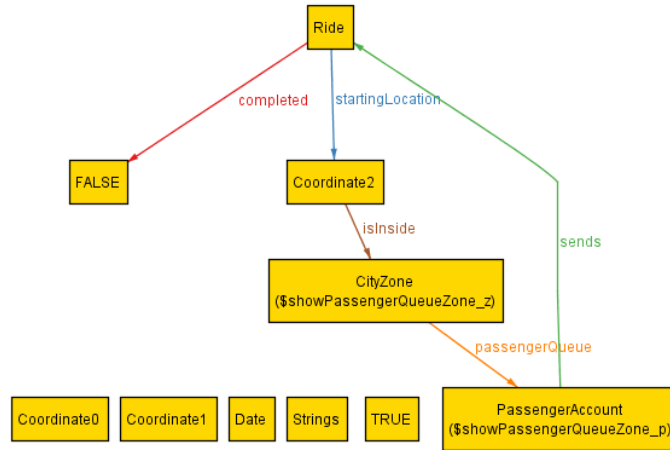 Ride
completed
startingLocation
FALSE
Coordinate2
isInside
sends
CityZone
($showPassengerQueueZone_z)
passengerQueue
Coordinate0
Coordinate1
Date
Strings
TRUE
PassengerAccount
($showPassengerQueueZone_p)